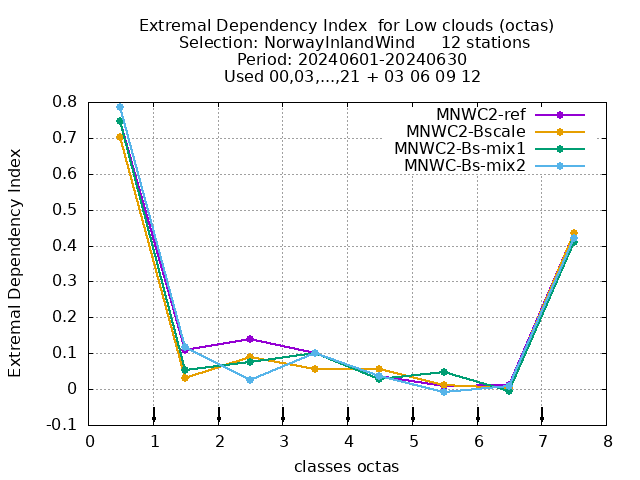 Extremal Dependency Index  for Low clouds (octas)
Selection: NorwayInlandWind     12 stations
Period: 20240601-20240630
Used 00,03,...,21 + 03 06 09 12
MNWC2-ref
MNWC2-Bscale
MNWC2-Bs-mix1
MNWC-Bs-mix2
Extremal Dependency Index
0.8
0.7
0.6
0.5
0.4
0.3
0.2
0.1
0
-0.1
0 1 2 3 4 5 6 7 8
classes octas